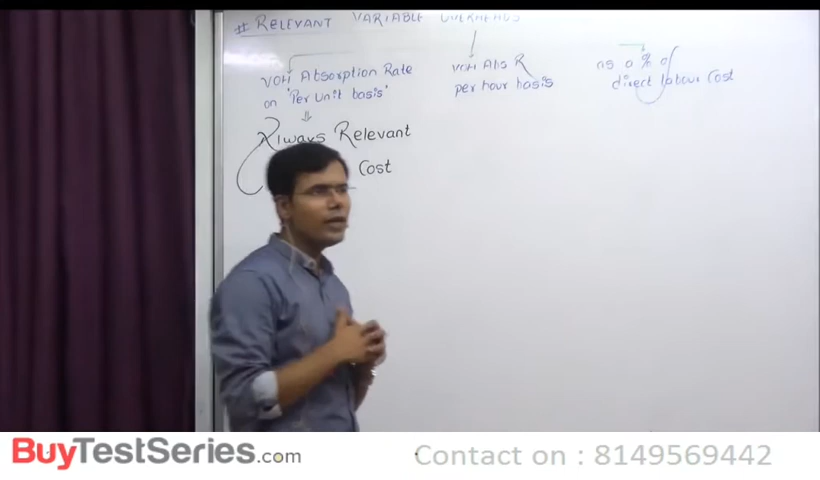 # RELEVANT VARIABLE OVERHEADS
VOH Absorption Rate
on 'Per Unit basis'
VOH Abs R
per hour basis
as a % of
direct labour cost
Always Relevant
Cost
BuyTestSeries.com
Contact on : 8149569442